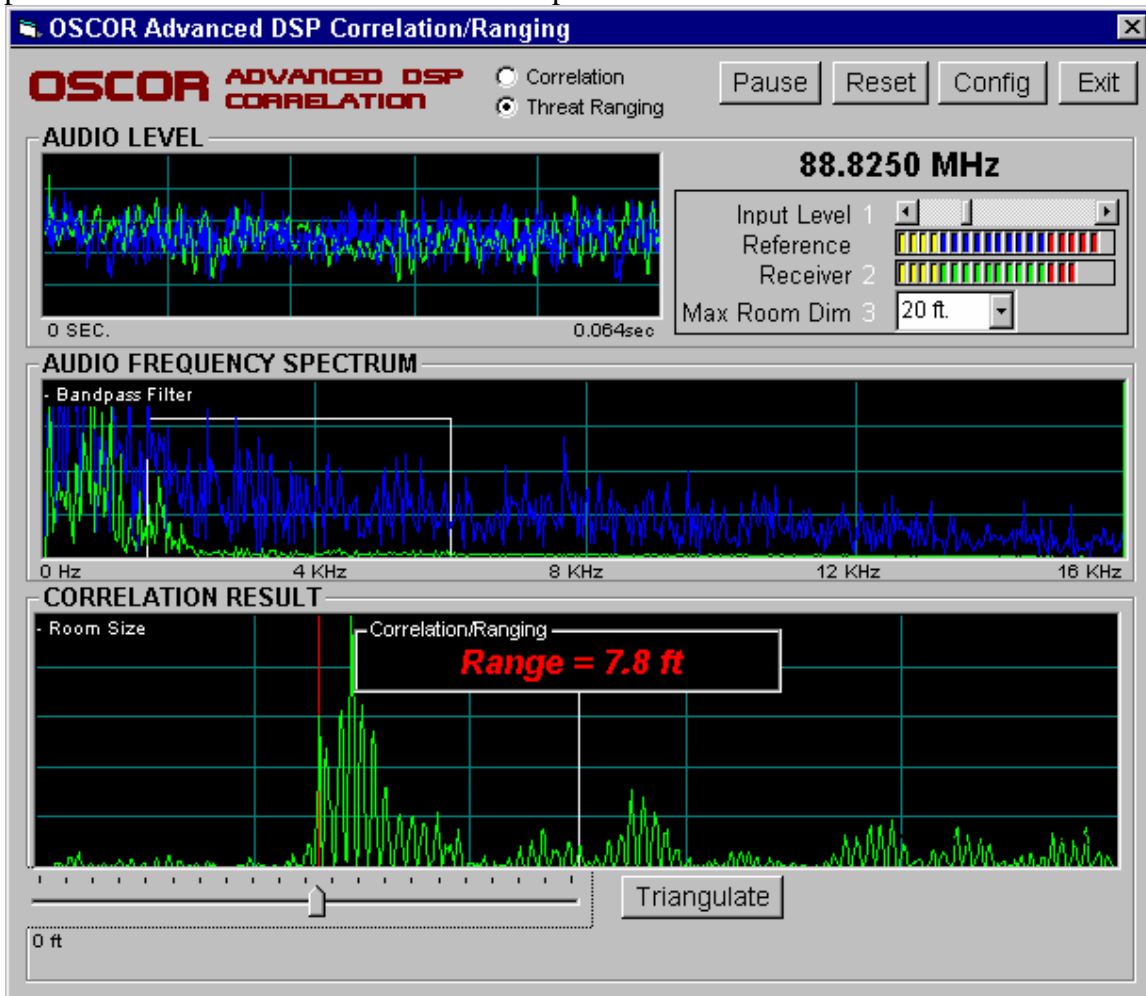 OSCOR Advanced DSP Correlation/Ranging
OSCOR ADVANCED DSP CORRELATION
Correlation
Threat Ranging
Pause Reset Config Exit
AUDIO LEVEL
0 SEC. 0.064sec
88.8250 MHz
Input Level 1
Reference
Receiver 2
Max Room Dim 3 20 ft.
AUDIO FREQUENCY SPECTRUM
- Bandpass Filter
0 Hz 4 KHz 8 KHz 12 KHz 16 KHz
CORRELATION RESULT
- Room Size
Correlation/Ranging
Range = 7.8 ft
Triangulate
0 ft